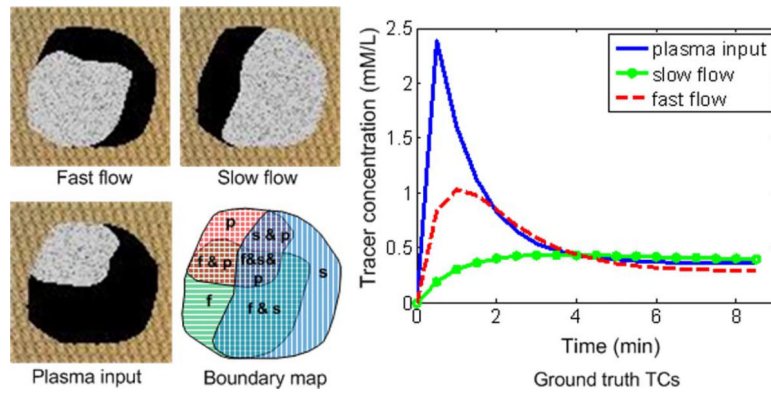 Fast flow
Slow flow
p
s & p
f & p
f&s&
p
s
f
f & s
Plasma input
Boundary map
Tracer concentration (mM/L)
2.5
2
1.5
1
0.5
0
0
2
4
6
8
Time (min)
plasma input
slow flow
fast flow
Ground truth TCs